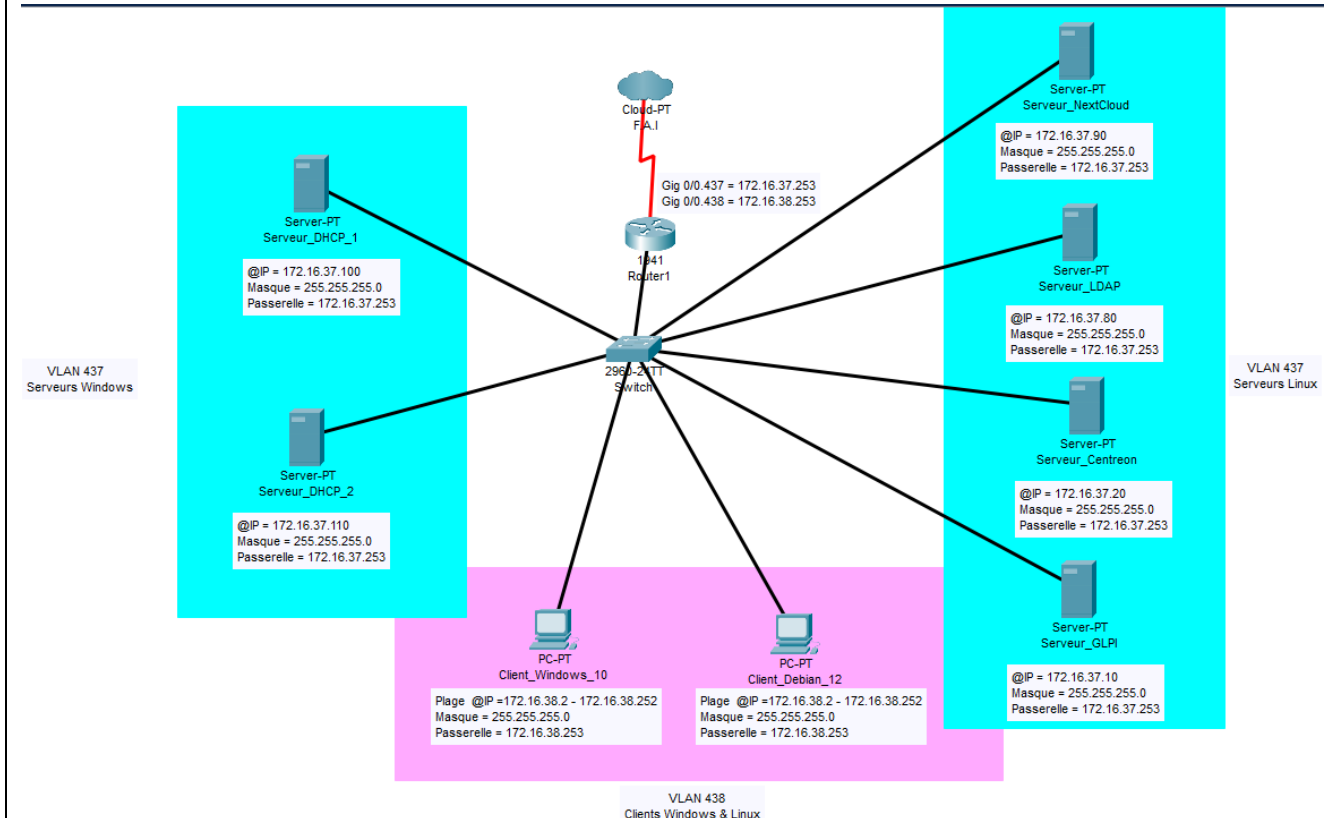 Cloud-PT
F.A.I
Gig 0/0.437 = 172.16.37.253
Gig 0/0.438 = 172.16.38.253
1941
Router1
2960-24TT
Switch
VLAN 437
Serveurs Windows
Server-PT
Serveur_DHCP_1
@IP = 172.16.37.100
Masque = 255.255.255.0
Passerelle = 172.16.37.253
Server-PT
Serveur_DHCP_2
@IP = 172.16.37.110
Masque = 255.255.255.0
Passerelle = 172.16.37.253
Server-PT
Serveur_NextCloud
@IP = 172.16.37.90
Masque = 255.255.255.0
Passerelle = 172.16.37.253
Server-PT
Serveur_LDAP
@IP = 172.16.37.80
Masque = 255.255.255.0
Passerelle = 172.16.37.253
Server-PT
Serveur_Centreon
@IP = 172.16.37.20
Masque = 255.255.255.0
Passerelle = 172.16.37.253
Server-PT
Serveur_GLPI
@IP = 172.16.37.10
Masque = 255.255.255.0
Passerelle = 172.16.37.253
VLAN 437
Serveurs Linux
PC-PT
Client_Windows_10
Plage @IP =172.16.38.2 - 172.16.38.252
Masque = 255.255.255.0
Passerelle = 172.16.38.253
PC-PT
Client_Debian_12
Plage @IP =172.16.38.2 - 172.16.38.252
Masque = 255.255.255.0
Passerelle = 172.16.38.253
VLAN 438
Clients Windows & Linux